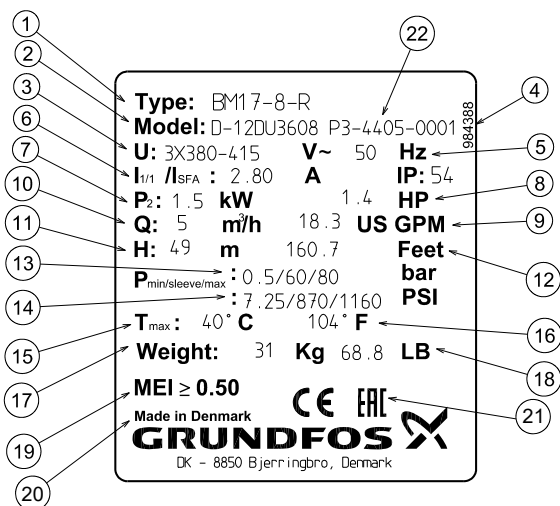 22
1
2
3
4
5
6
7
8
9
10
11
12
13
14
15
16
17
18
19
20
21
984388
Type: BM17-8-R
Model: D-12DU3608 P3-4405-0001
U: 3X380-415 V~ 50 Hz
I1/1 /ISFA : 2.80 A IP: 54
P2: 1.5 kW 1.4 HP
Q: 5 m³/h 18.3 US GPM
H: 49 m 160.7 Feet
Pmin/sleeve/max : 0.5/60/80 bar
: 7.25/870/1160 PSI
Tmax : 40° C 104° F
Weight: 31 Kg 68.8 LB
MEI ≥ 0.50
CE EAC
Made in Denmark
GRUNDFOS
DK - 8850 Bjerringbro, Denmark